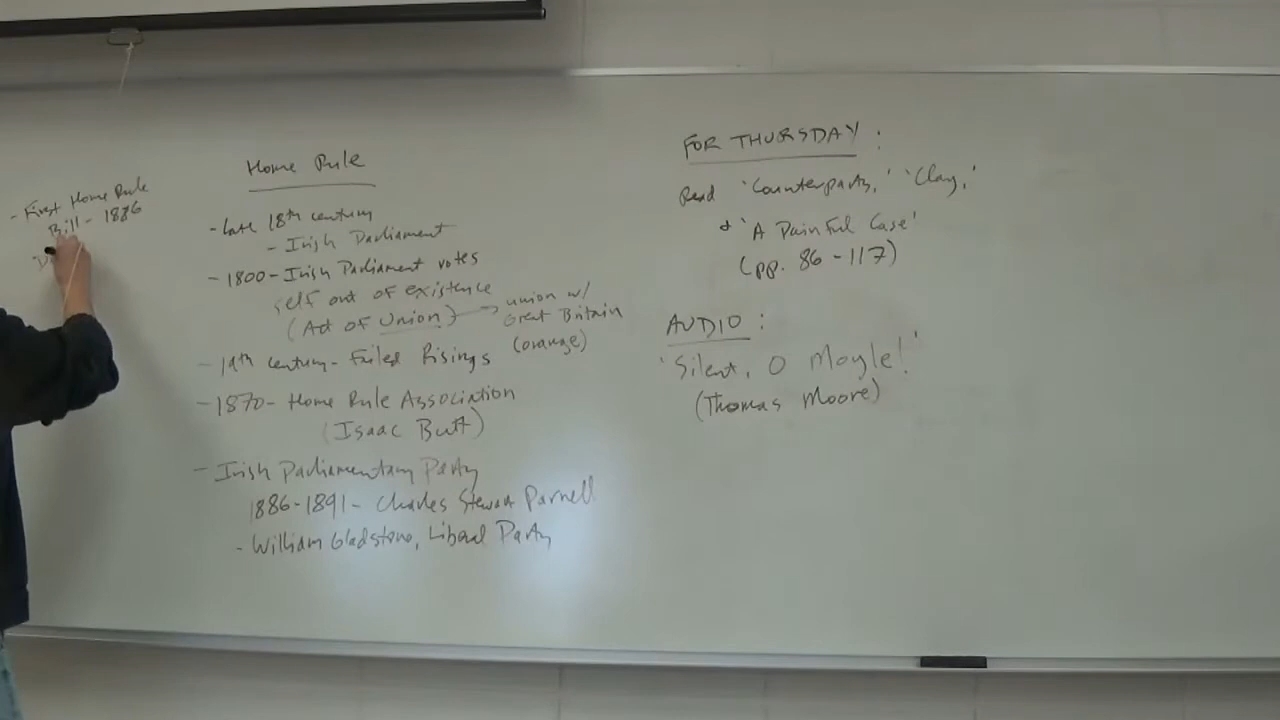 - First Home Rule
Bill - 1886
Home Rule
- Late 18th century
- Irish Parliament
- 1800 - Irish Parliament votes
self out of existence
(Act of Union) → union w/
Great Britain
(orange)
- 19th century - Failed Risings
- 1870 - Home Rule Association
(Isaac Butt)
- Irish Parliamentary Party
1886-1891 - Charles Stewart Parnell
- William Gladstone, Liberal Party
FOR THURSDAY:
Read 'Counterparts,' 'Clay,'
& 'A Painful Case'
(pp. 86-117)
AUDIO:
'Silent, O Moyle!'
(Thomas Moore)